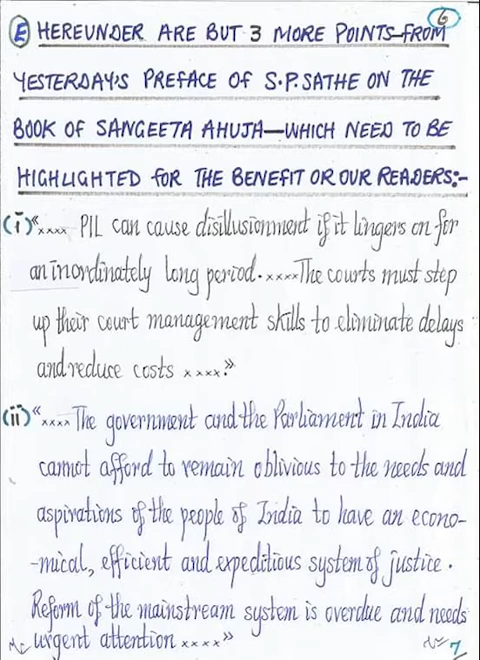 6
E HEREUNDER ARE BUT 3 MORE POINTS FROM
YESTERDAY'S PREFACE OF S.P.SATHE ON THE
BOOK OF SANGEETA AHUJA—WHICH NEED TO BE
HIGHLIGHTED FOR THE BENEFIT OR OUR READERS:-
(i) "xxxx PIL can cause disillusionment if it lingers on for
an inordinately long period. xxxx The courts must step
up their court management skills to eliminate delays
and reduce costs xxxx."
(ii) "xxxx The government and the Parliament in India
cannot afford to remain oblivious to the needs and
aspirations of the people of India to have an econo-
-mical, efficient and expeditious system of justice.
Reform of the mainstream system is overdue and needs
urgent attention xxxx"
7